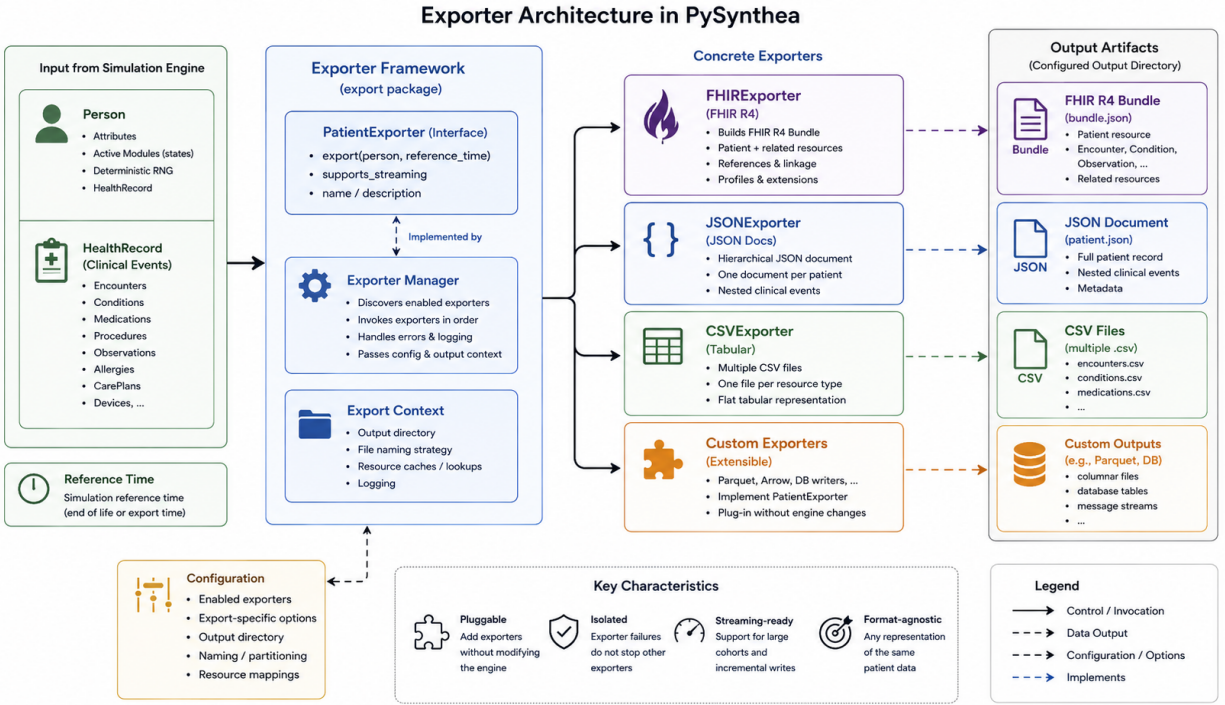 Exporter Architecture in PySynthea
Input from Simulation Engine
Person
• Attributes
• Active Modules (states)
• Deterministic RNG
• HealthRecord
HealthRecord
(Clinical Events)
• Encounters
• Conditions
• Medications
• Procedures
• Observations
• Allergies
• CarePlans
• Devices, ...
Reference Time
Simulation reference time
(end of life or export time)
Exporter Framework
(export package)
PatientExporter (Interface)
• export(person, reference_time)
• supports_streaming
• name / description
Implemented by
Exporter Manager
• Discovers enabled exporters
• Invokes exporters in order
• Handles errors & logging
• Passes config & output context
Export Context
• Output directory
• File naming strategy
• Resource caches / lookups
• Logging
Configuration
• Enabled exporters
• Export-specific options
• Output directory
• Naming / partitioning
• Resource mappings
Concrete Exporters
FHIRExporter
(FHIR R4)
• Builds FHIR Bundle
• Patient + related resources
• References & linkage
• Profiles & extensions
{ }
JSONExporter
(JSON Docs)
• Hierarchical JSON document
• One document per patient
• Nested clinical events
CSVExporter
(Tabular)
• Multiple CSV files
• One file per resource type
• Flat tabular representation
Custom Exporters
(Extensible)
• Parquet, Arrow, DB writers, ...
• Implement PatientExporter
• Plug-in without engine changes
Output Artifacts
(Configured Output Directory)
Bundle
FHIR R4 Bundle
(bundle.json)
• Patient resource
• Encounter, Condition,
Observation, ...
• Related resources
JSON
JSON Document
(patient.json)
• Full patient record
• Nested clinical events
• Metadata
CSV
CSV Files
(multiple .csv)
• encounters.csv
• conditions.csv
• medications.csv
• ...
Custom Outputs
(e.g., Parquet, DB)
• columnar files
• database tables
• message streams
• ...
Key Characteristics
Pluggable
Add exporters
without modifying
the engine
Isolated
Exporter failures
do not stop other
exporters
Streaming-ready
Support for large
cohorts and
incremental writes
Format-agnostic
Any representation
of the same
patient data
Legend
Control / Invocation
Data Output
Configuration / Options
Implements